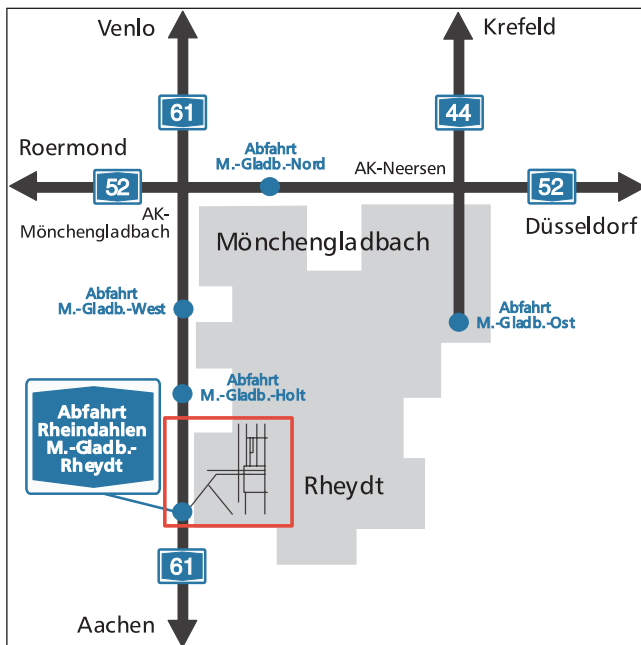 Venlo
Krefeld
61
44
Abfahrt
M.-Gladb.-Nord
Roermond
AK-Neersen
52
52
AK-
Mönchengladbach
Düsseldorf
Mönchengladbach
Abfahrt
M.-Gladb.-West
Abfahrt
M.-Gladb.-Ost
Abfahrt
M.-Gladb.-Holt
Abfahrt
Rheindahlen
M.-Gladb.-
Rheydt
Rheydt
61
Aachen